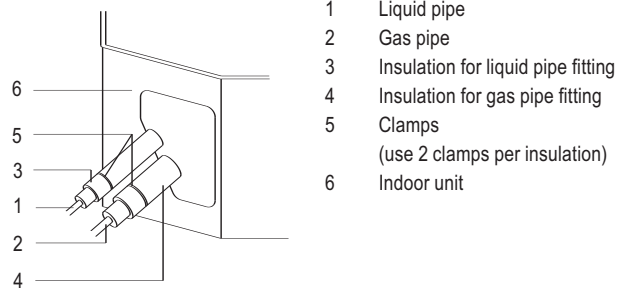 6
5
3
1
2
4
1 Liquid pipe
2 Gas pipe
3 Insulation for liquid pipe fitting
4 Insulation for gas pipe fitting
5 Clamps
(use 2 clamps per insulation)
6 Indoor unit